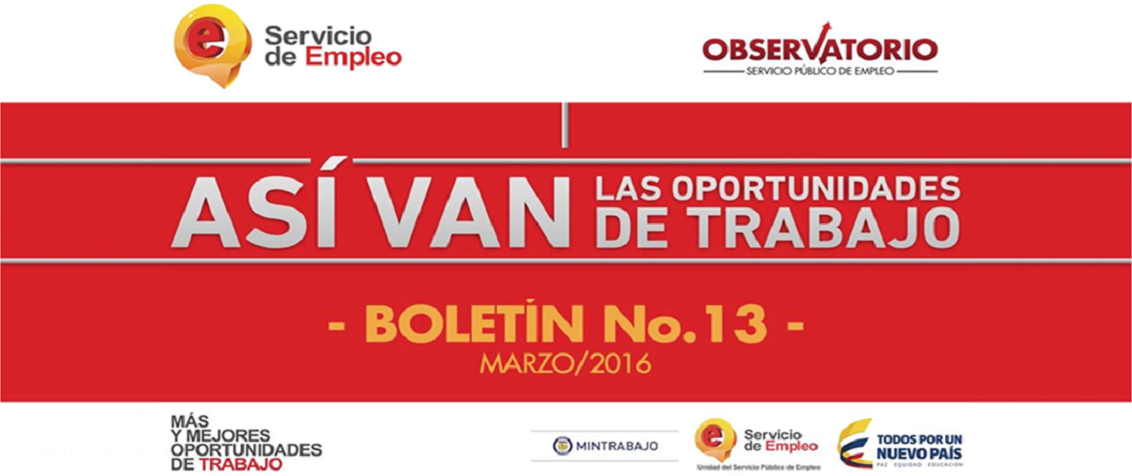 e
Servicio
de Empleo
OBSERVATORIO
SERVICIO PÚBLICO DE EMPLEO
ASÍ VAN
LAS OPORTUNIDADES
DE TRABAJO
- BOLETÍN No.13 -
MARZO/2016
MÁS
Y MEJORES
OPORTUNIDADES
DE TRABAJO
MINTRABAJO
e
Servicio
de Empleo
Unidad del Servicio Público de Empleo
TODOS POR UN
NUEVO PAÍS
PAZ EQUIDAD EDUCACIÓN